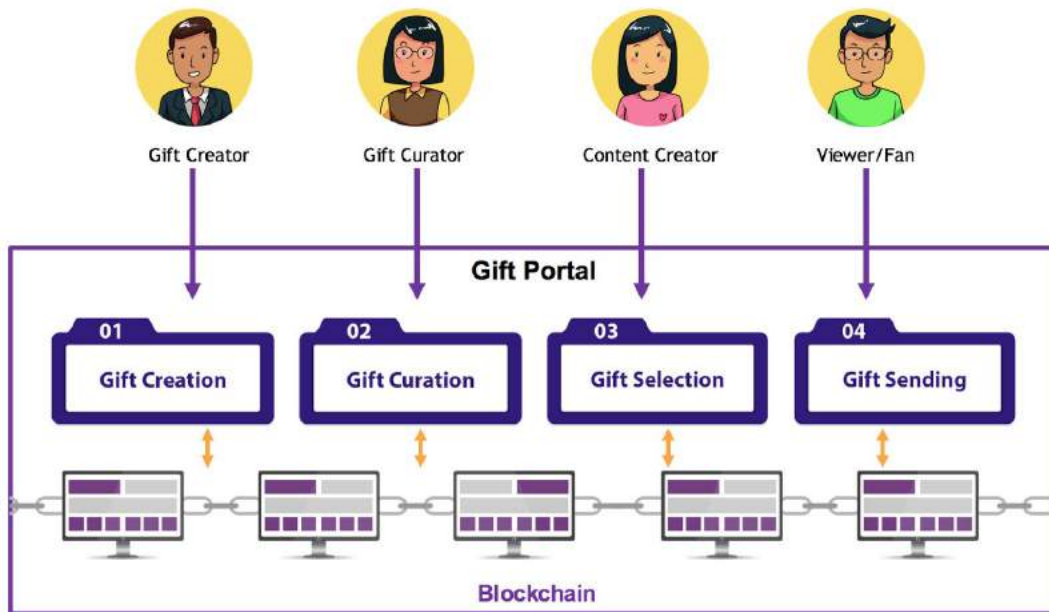 Gift Creator
Gift Curator
Content Creator
Viewer/Fan
Gift Portal
01
02
03
04
Gift Creation
Gift Curation
Gift Selection
Gift Sending
Blockchain